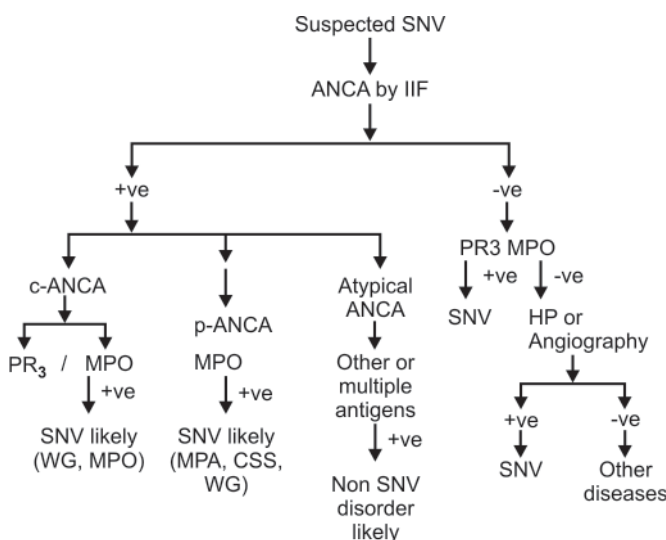 Suspected SNV
ANCA by IIF
+ve
-ve
c-ANCA
PR₃ / MPO
+ve
SNV likely
(WG, MPO)
p-ANCA
MPO
+ve
SNV likely
(MPA, CSS,
WG)
Atypical
ANCA
Other or
multiple
antigens
+ve
Non SNV
disorder
likely
PR3 MPO
+ve
-ve
SNV
HP or
Angiography
+ve
-ve
SNV
Other
diseases